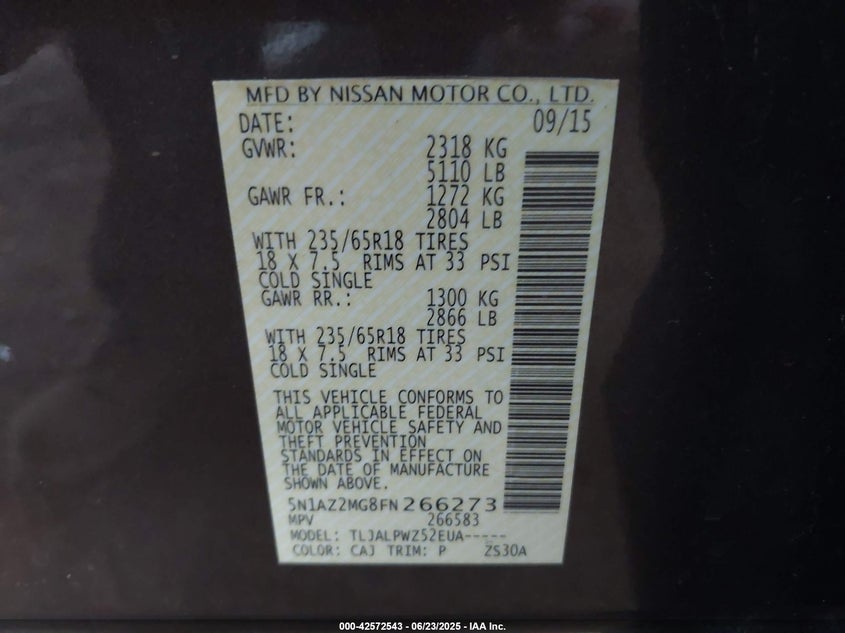 MFD BY NISSAN MOTOR CO., LTD.
DATE: 09/15
GVWR: 2318 KG
5110 LB
GAWR FR.: 1272 KG
2804 LB
WITH 235/65R18 TIRES
18 X 7.5 RIMS AT 33 PSI
COLD SINGLE
GAWR RR.: 1300 KG
2866 LB
WITH 235/65R18 TIRES
18 X 7.5 RIMS AT 33 PSI
COLD SINGLE
THIS VEHICLE CONFORMS TO
ALL APPLICABLE FEDERAL
MOTOR VEHICLE SAFETY AND
THEFT PREVENTION
STANDARDS IN EFFECT ON
THE DATE OF MANUFACTURE
SHOWN ABOVE.
5N1AZ2MG8FN266273
MPV 266583
MODEL: TLJALPWZ52EUA-----
COLOR: CAJ TRIM: P ZS30A
000-42572543 - 06/23/2025 - IAA Inc.